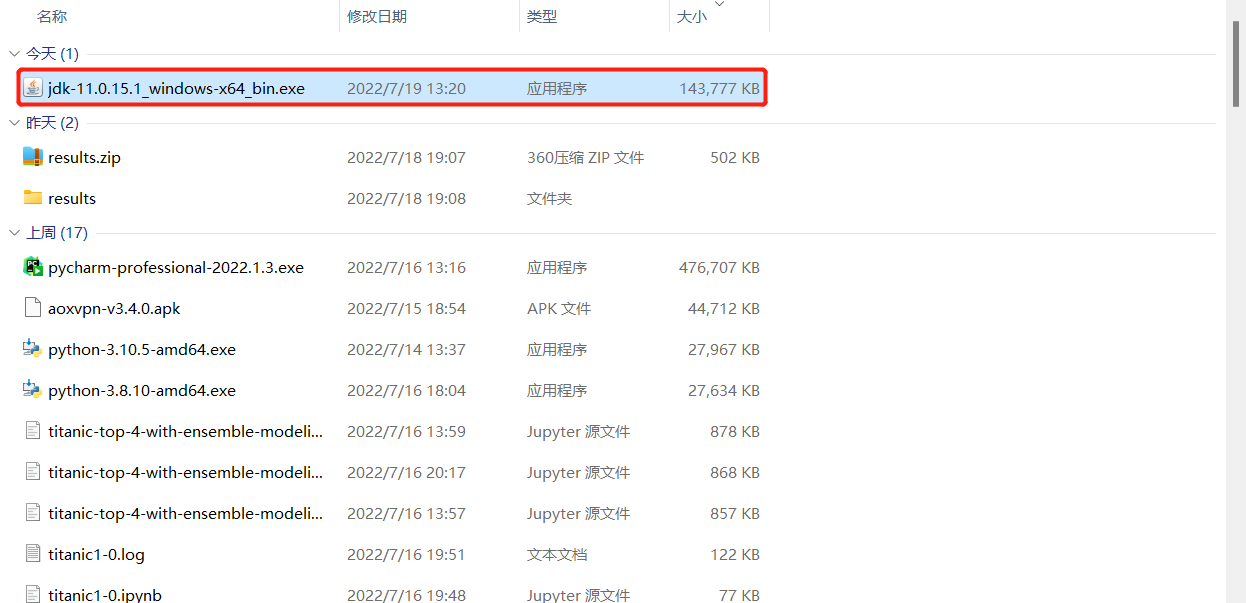 名称 修改日期 类型 大小
今天 (1)
jdk-11.0.15.1_windows-x64_bin.exe 2022/7/19 13:20 应用程序 143,777 KB
昨天 (2)
results.zip 2022/7/18 19:07 360压缩 ZIP 文件 502 KB
results 2022/7/18 19:08 文件夹
上周 (17)
pycharm-professional-2022.1.3.exe 2022/7/16 13:16 应用程序 476,707 KB
aoxvpn-v3.4.0.apk 2022/7/15 18:54 APK 文件 44,712 KB
python-3.10.5-amd64.exe 2022/7/14 13:37 应用程序 27,967 KB
python-3.8.10-amd64.exe 2022/7/16 18:04 应用程序 27,634 KB
titanic-top-4-with-ensemble-modeli... 2022/7/16 13:59 Jupyter 源文件 878 KB
titanic-top-4-with-ensemble-modeli... 2022/7/16 20:17 Jupyter 源文件 868 KB
titanic-top-4-with-ensemble-modeli... 2022/7/16 13:57 Jupyter 源文件 857 KB
titanic1-0.log 2022/7/16 19:51 文本文档 122 KB
titanic1-0.ipynb 2022/7/16 19:48 Jupyter 源文件 77 KB